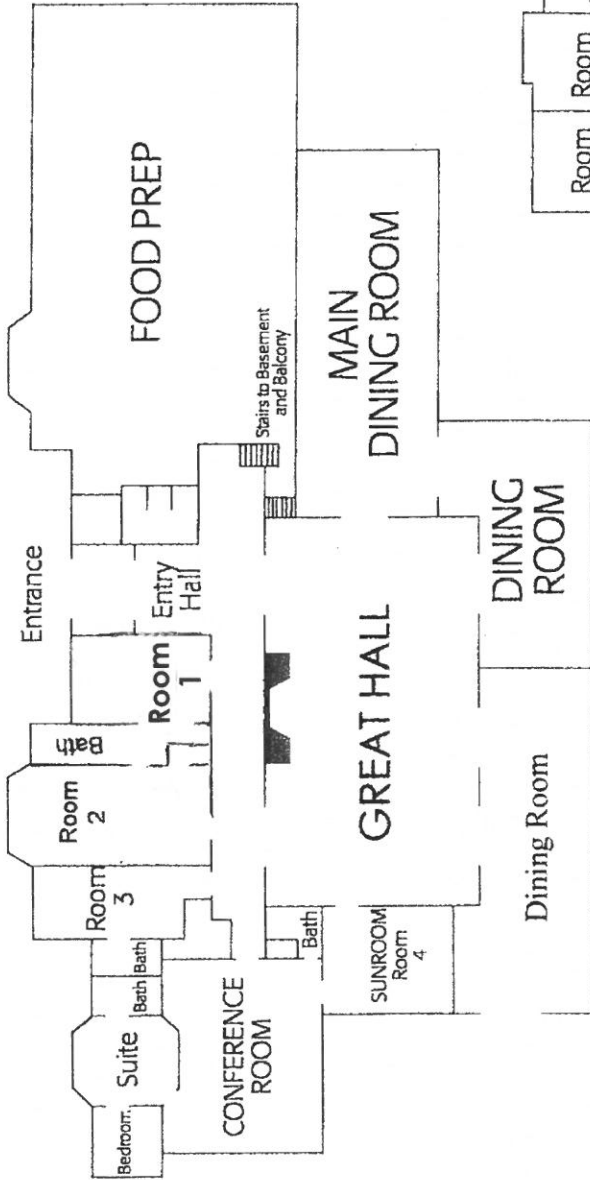 Entrance
FOOD PREP
Entry
Hall
Stairs to Basement
and Balcony
Room
1
Bath
Room
2
Room
3
Bath
Bath
Suite
Bedroom
CONFERENCE
ROOM
Bath
SUNROOM
Room
4
GREAT HALL
MAIN
DINING ROOM
DINING
ROOM
Dining Room
Room
Room